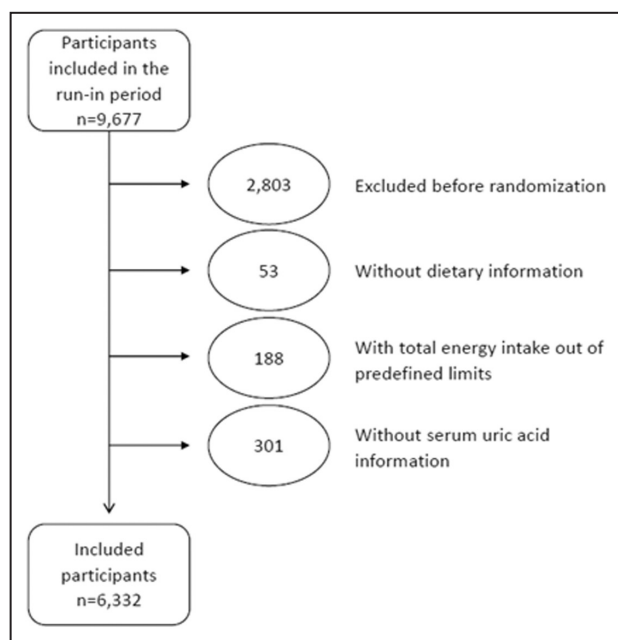 Participants
included in the
run-in period
n=9,677
2,803
Excluded before randomization
53
Without dietary information
188
With total energy intake out of
predefined limits
301
Without serum uric acid
information
Included
participants
n=6,332